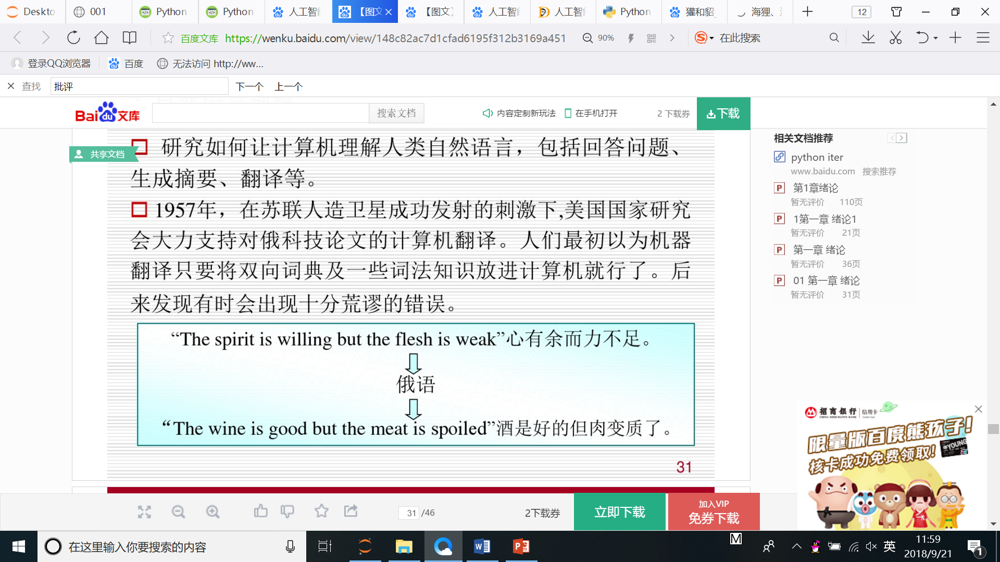 Deskto
001
Python
Python
人工智能
【图文
【图文】
人工智能
人工智能
Python
獾和貂
海狸、
12
百度文库 https://wenku.baidu.com/view/148c82ac7d1cfad6195f312b3169a451
90%
在此搜索
登录QQ浏览器
百度
无法访问 http://ww...
查找
批评
下一个
上一个
Bai du 文库
搜索文档
内容定制新玩法
在手机打开
2 下载券
下载
共享文档
研究如何让计算机理解人类自然语言，包括回答问题、
生成摘要、翻译等。
1957年，在苏联人造卫星成功发射的刺激下,美国国家研究
会大力支持对俄科技论文的计算机翻译。人们最初以为机器
翻译只要将双向词典及一些词法知识放进计算机就行了。后
来发现有时会出现十分荒谬的错误。
“The spirit is willing but the flesh is weak”心有余而力不足。
俄语
“The wine is good but the meat is spoiled”酒是好的但肉变质了。
31
相关文档推荐
python iter
www.baidu.com 搜索推荐
第1章绪论
暂无评价 110页
1第一章 绪论1
暂无评价 21页
第一章 绪论
暂无评价 36页
01 第一章 绪论
暂无评价 31页
招商银行 信用卡
CHINA MERCHANTS BANK Credit Card
限量版百度熊孩子!
核卡成功免费领取!
YOUNG
31 /46
2下载券
立即下载
加入VIP
免券下载
在这里输入你要搜索的内容
M
英
11:59
2018/9/21
1